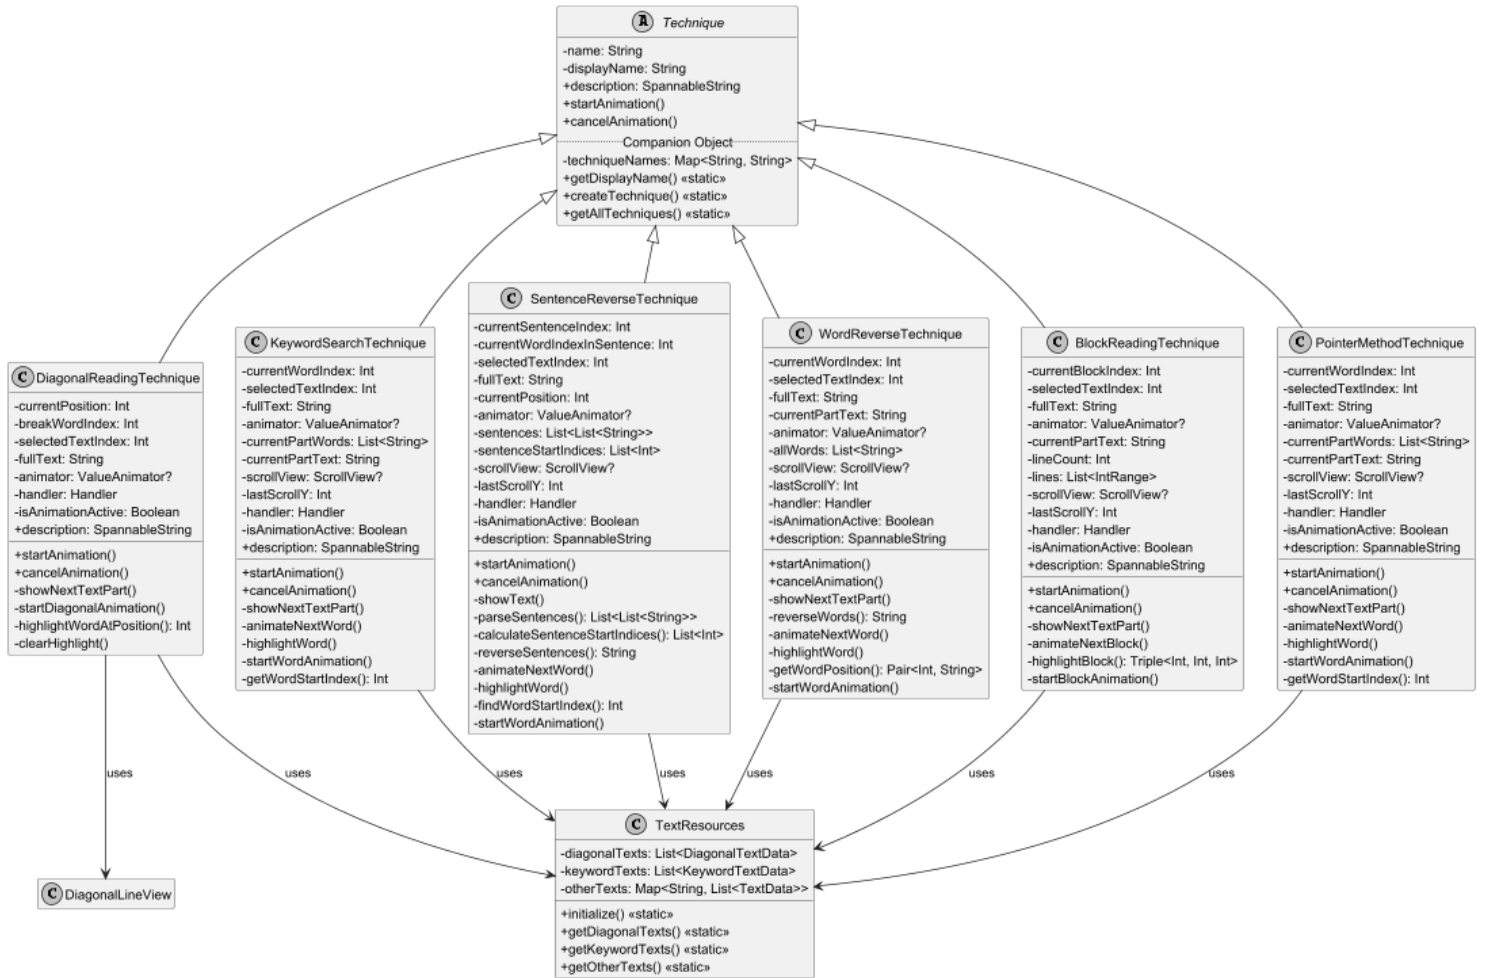 A Technique
-name: String
-displayName: String
+description: SpannableString
+startAnimation()
+cancelAnimation()
Companion Object
-techniqueNames: Map<String, String>
+getDisplayName() «static»
+createTechnique() «static»
+getAllTechniques() «static»
C DiagonalReadingTechnique
-currentPosition: Int
-breakWordIndex: Int
-selectedTextIndex: Int
-fullText: String
-animator: ValueAnimator?
-handler: Handler
-isAnimationActive: Boolean
+description: SpannableString
+startAnimation()
+cancelAnimation()
-showNextTextPart()
-startDiagonalAnimation()
-highlightWordAtPosition(): Int
-clearHighlight()
C KeywordSearchTechnique
-currentWordIndex: Int
-selectedTextIndex: Int
-fullText: String
-animator: ValueAnimator?
-currentPartWords: List<String>
-currentPartText: String
-scrollView: ScrollView?
-lastScrollY: Int
-handler: Handler
-isAnimationActive: Boolean
+description: SpannableString
+startAnimation()
+cancelAnimation()
-showNextTextPart()
-animateNextWord()
-highlightWord()
-startWordAnimation()
-getWordStartIndex(): Int
C SentenceReverseTechnique
-currentSentenceIndex: Int
-currentWordIndexInSentence: Int
-selectedTextIndex: Int
-fullText: String
-currentPosition: Int
-animator: ValueAnimator?
-sentences: List<List<String>>
-sentenceStartIndices: List<Int>
-scrollView: ScrollView?
-lastScrollY: Int
-handler: Handler
-isAnimationActive: Boolean
+description: SpannableString
+startAnimation()
+cancelAnimation()
-showText()
-parseSentences(): List<List<String>>
-calculateSentenceStartIndices(): List<Int>
-reverseSentences(): String
-animateNextWord()
-highlightWord()
-findWordStartIndex(): Int
-startWordAnimation()
C WordReverseTechnique
-currentWordIndex: Int
-selectedTextIndex: Int
-fullText: String
-currentPartText: String
-animator: ValueAnimator?
-allWords: List<String>
-scrollView: ScrollView?
-lastScrollY: Int
-handler: Handler
-isAnimationActive: Boolean
+description: SpannableString
+startAnimation()
+cancelAnimation()
-showNextTextPart()
-reverseWords(): String
-animateNextWord()
-highlightWord()
-getWordPosition(): Pair<Int, String>
-startWordAnimation()
C BlockReadingTechnique
-currentBlockIndex: Int
-selectedTextIndex: Int
-fullText: String
-animator: ValueAnimator?
-currentPartText: String
-lineCount: Int
-lines: List<IntRange>
-scrollView: ScrollView?
-lastScrollY: Int
-handler: Handler
-isAnimationActive: Boolean
+description: SpannableString
+startAnimation()
+cancelAnimation()
-showNextTextPart()
-animateNextBlock()
-highlightBlock(): Triple<Int, Int, Int>
-startBlockAnimation()
C PointerMethodTechnique
-currentWordIndex: Int
-selectedTextIndex: Int
-fullText: String
-animator: ValueAnimator?
-currentPartWords: List<String>
-currentPartText: String
-scrollView: ScrollView?
-lastScrollY: Int
-handler: Handler
-isAnimationActive: Boolean
+description: SpannableString
+startAnimation()
+cancelAnimation()
-showNextTextPart()
-animateNextWord()
-highlightWord()
-startWordAnimation()
-getWordStartIndex(): Int
uses
uses
uses
uses
uses
uses
uses
C DiagonalLineView
C TextResources
-diagonalTexts: List<DiagonalTextData>
-keywordTexts: List<KeywordTextData>
-otherTexts: Map<String, List<TextData>>
+initialize() «static»
+getDiagonalTexts() «static»
+getKeywordTexts() «static»
+getOtherTexts() «static»